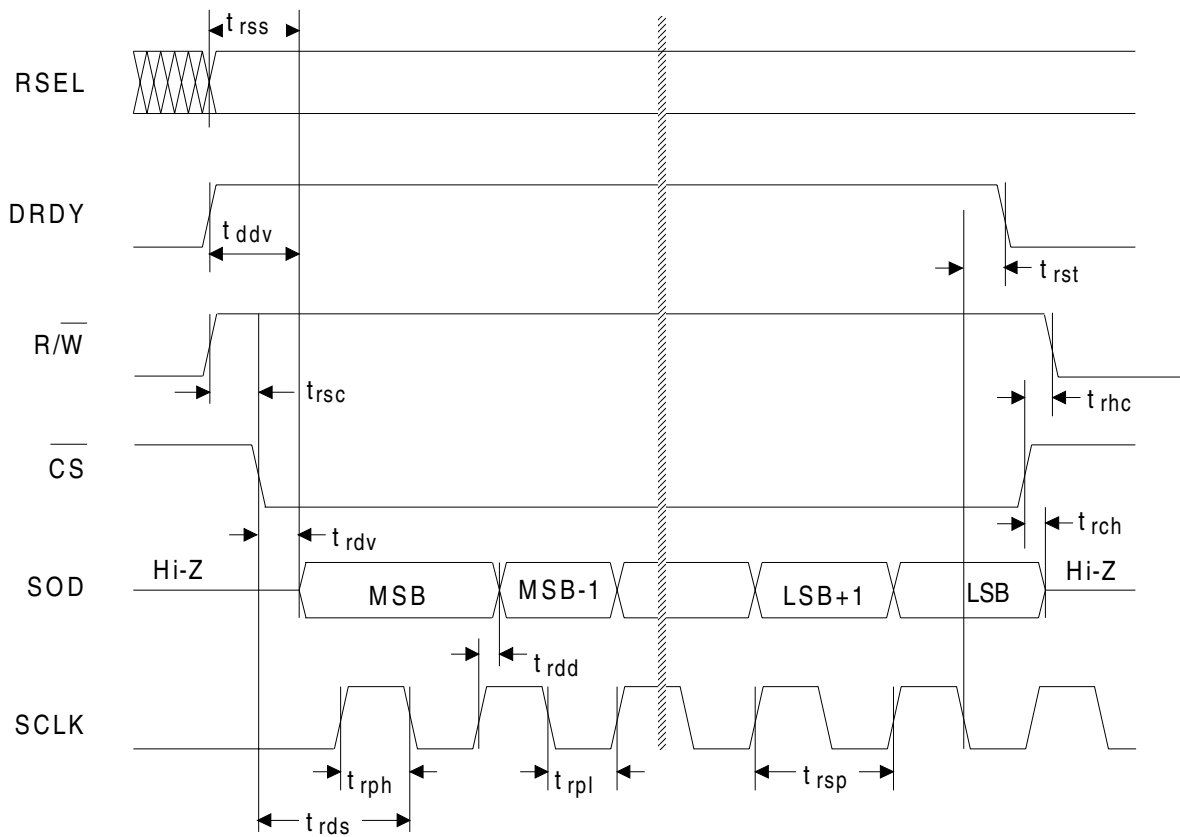 t rss
RSEL
DRDY
t ddv
t rst
R/W̅
t rsc
t rhc
C̅S̅
t rdv
t rch
Hi-Z
Hi-Z
SOD
MSB
MSB-1
LSB+1
LSB
t rdd
SCLK
t rph
t rpl
t rsp
t rds